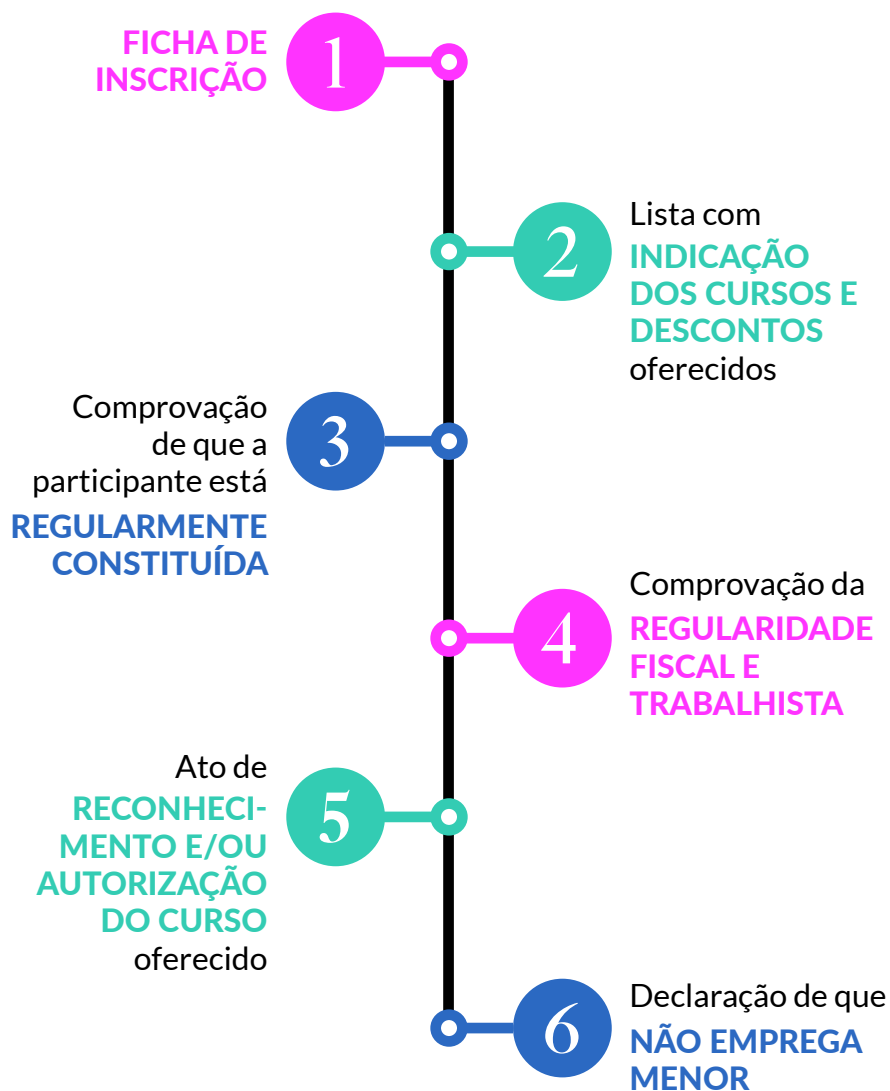 FICHA DE
INSCRIÇÃO
1
2
Lista com
INDICAÇÃO
DOS CURSOS E
DESCONTOS
oferecidos
3
Comprovação
de que a
participante está
REGULARMENTE
CONSTITUÍDA
4
Comprovação da
REGULARIDADE
FISCAL E
TRABALHISTA
5
Ato de
RECONHECI-
MENTO E/OU
AUTORIZAÇÃO
DO CURSO
oferecido
6
Declaração de que
NÃO EMPREGA
MENOR